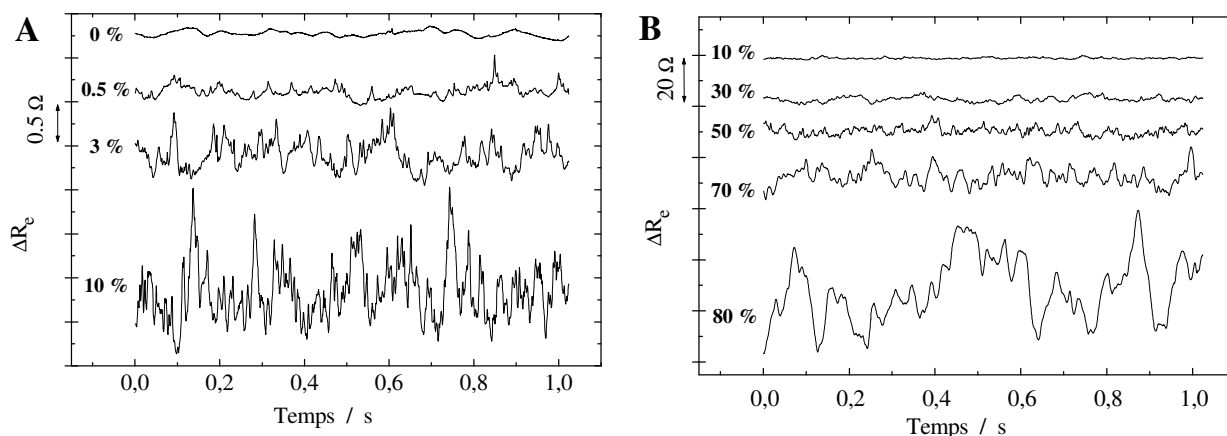 A
0 %
0.5 %
0.5 Ω
3 %
10 %
ΔR_e
0,0 0,2 0,4 0,6 0,8 1,0
Temps / s
B
10 %
20 Ω
30 %
50 %
70 %
80 %
ΔR_e
0,0 0,2 0,4 0,6 0,8 1,0
Temps / s